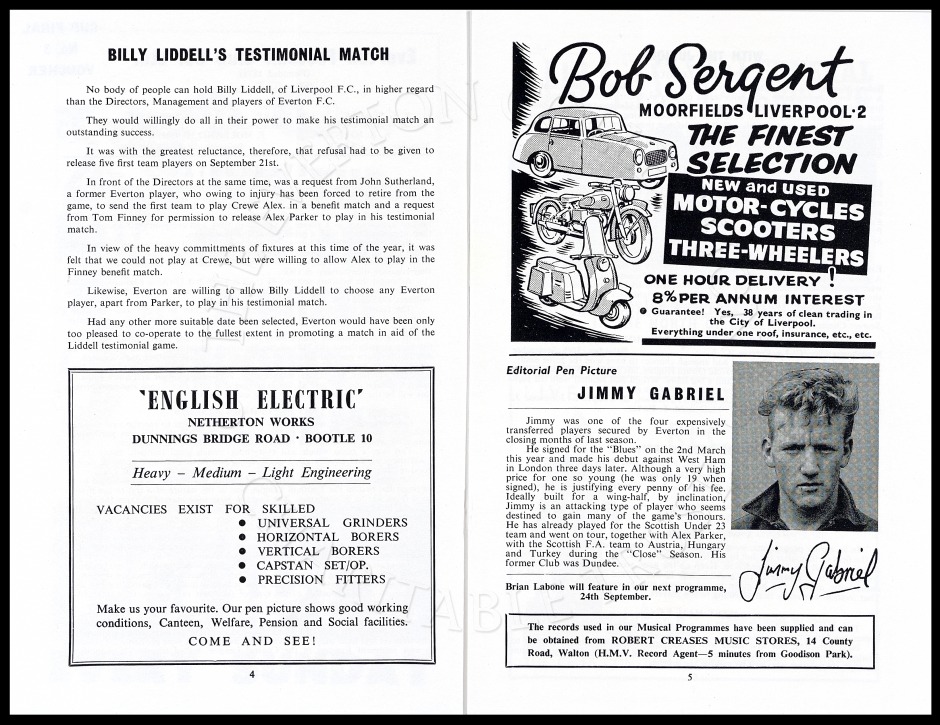 BILLY LIDDELL'S TESTIMONIAL MATCH
No body of people can hold Billy Liddell, of Liverpool F.C., in higher regard
than the Directors, Management and players of Everton F.C.
They would willingly do all in their power to make his testimonial match an
outstanding success.
It was with the greatest reluctance, therefore, that refusal had to be given to
release five first team players on September 21st.
In front of the Directors at the same time, was a request from John Sutherland,
a former Everton player, who owing to injury has been forced to retire from the
game, to send the first team to play Crewe Alex. in a benefit match and a request
from Tom Finney for permission to release Alex Parker to play in his testimonial
match.
In view of the heavy committments of fixtures at this time of the year, it was
felt that we could not play at Crewe, but were willing to allow Alex to play in the
Finney benefit match.
Likewise, Everton are willing to allow Billy Liddell to choose any Everton
player, apart from Parker, to play in his testimonial match.
Had any other more suitable date been selected, Everton would have been only
too pleased to co-operate to the fullest extent in promoting a match in aid of the
Liddell testimonial game.
'ENGLISH ELECTRIC'
NETHERTON WORKS
DUNNINGS BRIDGE ROAD · BOOTLE 10
Heavy – Medium – Light Engineering
VACANCIES EXIST FOR SKILLED
● UNIVERSAL GRINDERS
● HORIZONTAL BORERS
● VERTICAL BORERS
● CAPSTAN SET/OP.
● PRECISION FITTERS
Make us your favourite. Our pen picture shows good working
conditions, Canteen, Welfare, Pension and Social facilities.
COME AND SEE!
4
Bob Sergent
MOORFIELDS LIVERPOOL·2
THE FINEST
SELECTION
NEW and USED
MOTOR-CYCLES
SCOOTERS
THREE-WHEELERS
ONE HOUR DELIVERY !
8% PER ANNUM INTEREST
● Guarantee! Yes, 38 years of clean trading in
the City of Liverpool.
Everything under one roof, insurance, etc., etc.
Editorial Pen Picture
JIMMY GABRIEL
Jimmy was one of the four expensively
transferred players secured by Everton in the
closing months of last season.
He signed for the "Blues" on the 2nd March
this year and made his debut against West Ham
in London three days later. Although a very high
price for one so young (he was only 19 when
signed), he is justifying every penny of his fee.
Ideally built for a wing-half, by inclination,
Jimmy is an attacking type of player who seems
destined to gain many of the game's honours.
He has already played for the Scottish Under 23
team and went on tour, together with Alex Parker,
with the Scottish F.A. team to Austria, Hungary
and Turkey during the "Close" Season. His
former Club was Dundee.
Jimmy Gabriel
Brian Labone will feature in our next programme,
24th September.
The records used in our Musical Programmes have been supplied and can
be obtained from ROBERT CREASES MUSIC STORES, 14 County
Road, Walton (H.M.V. Record Agent—5 minutes from Goodison Park).
5